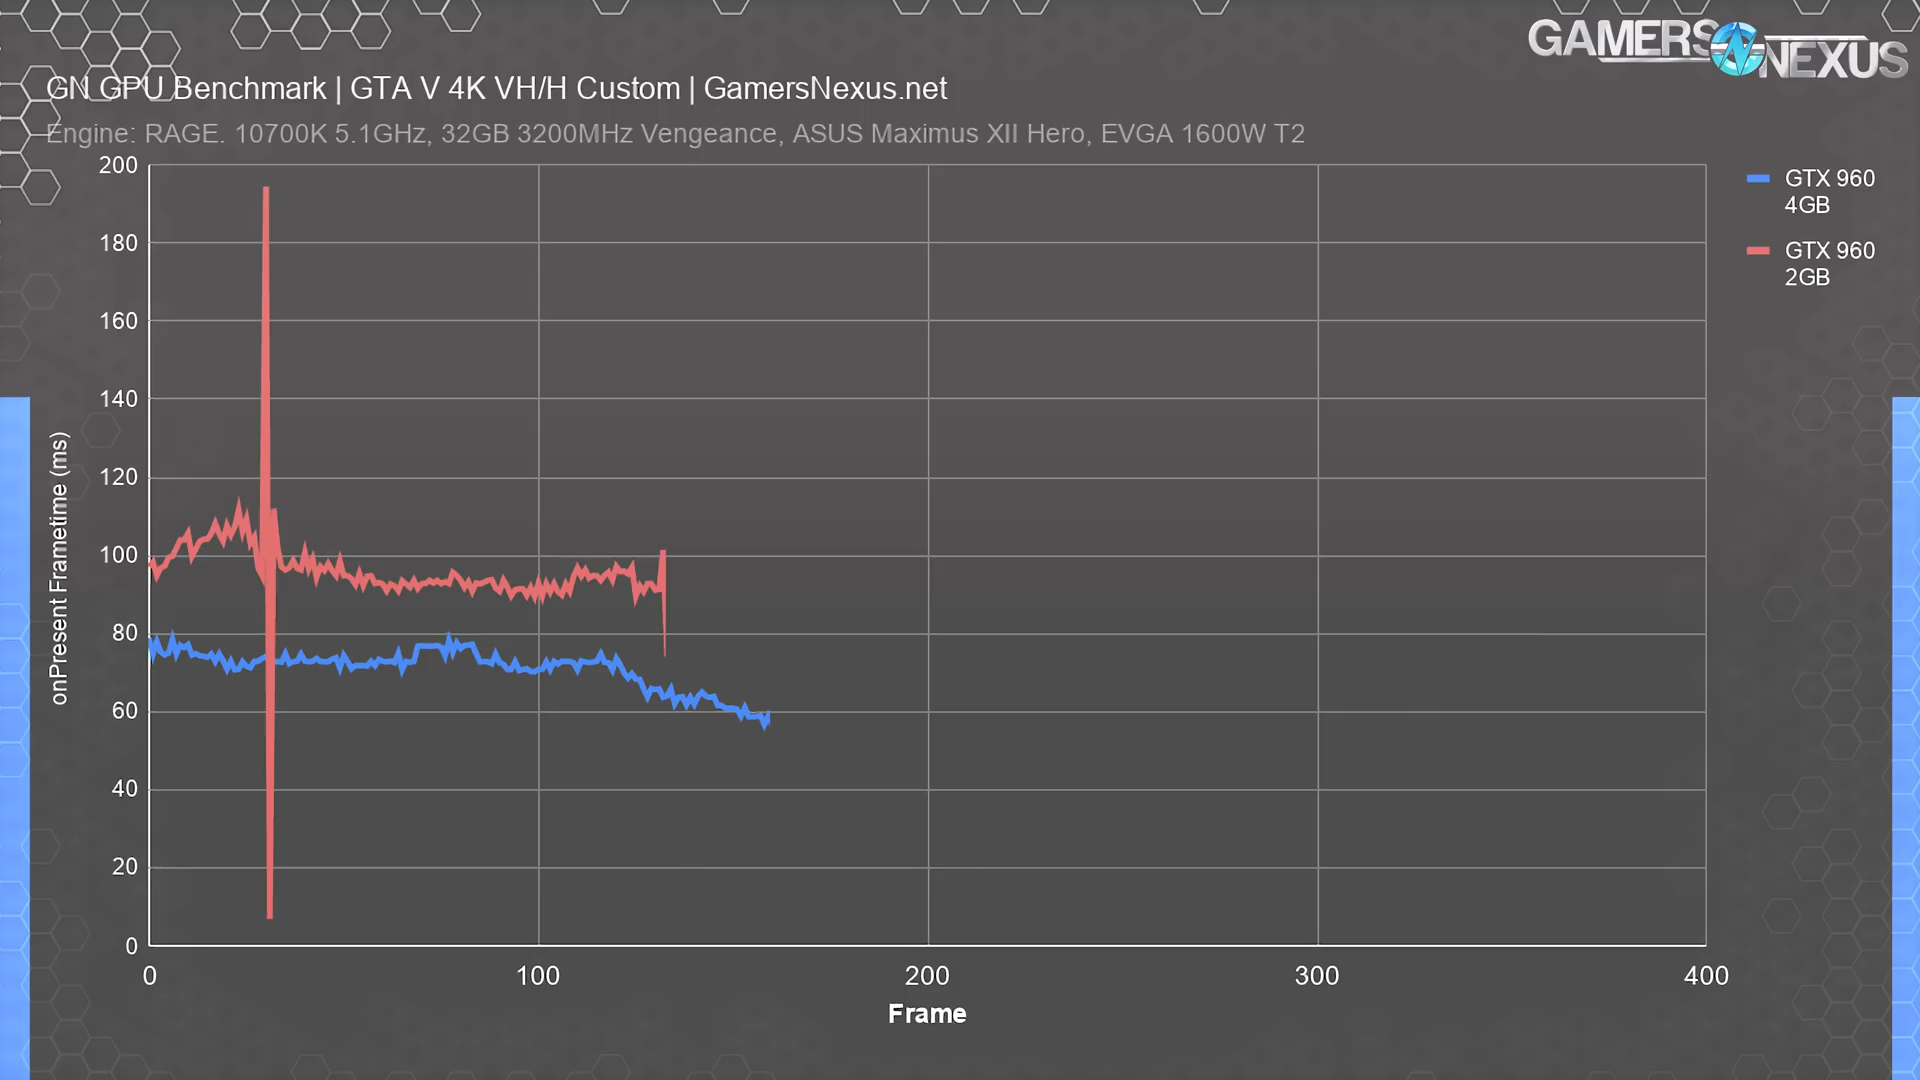 GAMERS NEXUS
GN GPU Benchmark | GTA V 4K VH/H Custom | GamersNexus.net
Engine: RAGE. 10700K 5.1GHz, 32GB 3200MHz Vengeance, ASUS Maximus XII Hero, EVGA 1600W T2
200
180
160
140
120
100
80
60
40
20
0
onPresent Frametime (ms)
0
100
200
300
400
Frame
GTX 960
4GB
GTX 960
2GB